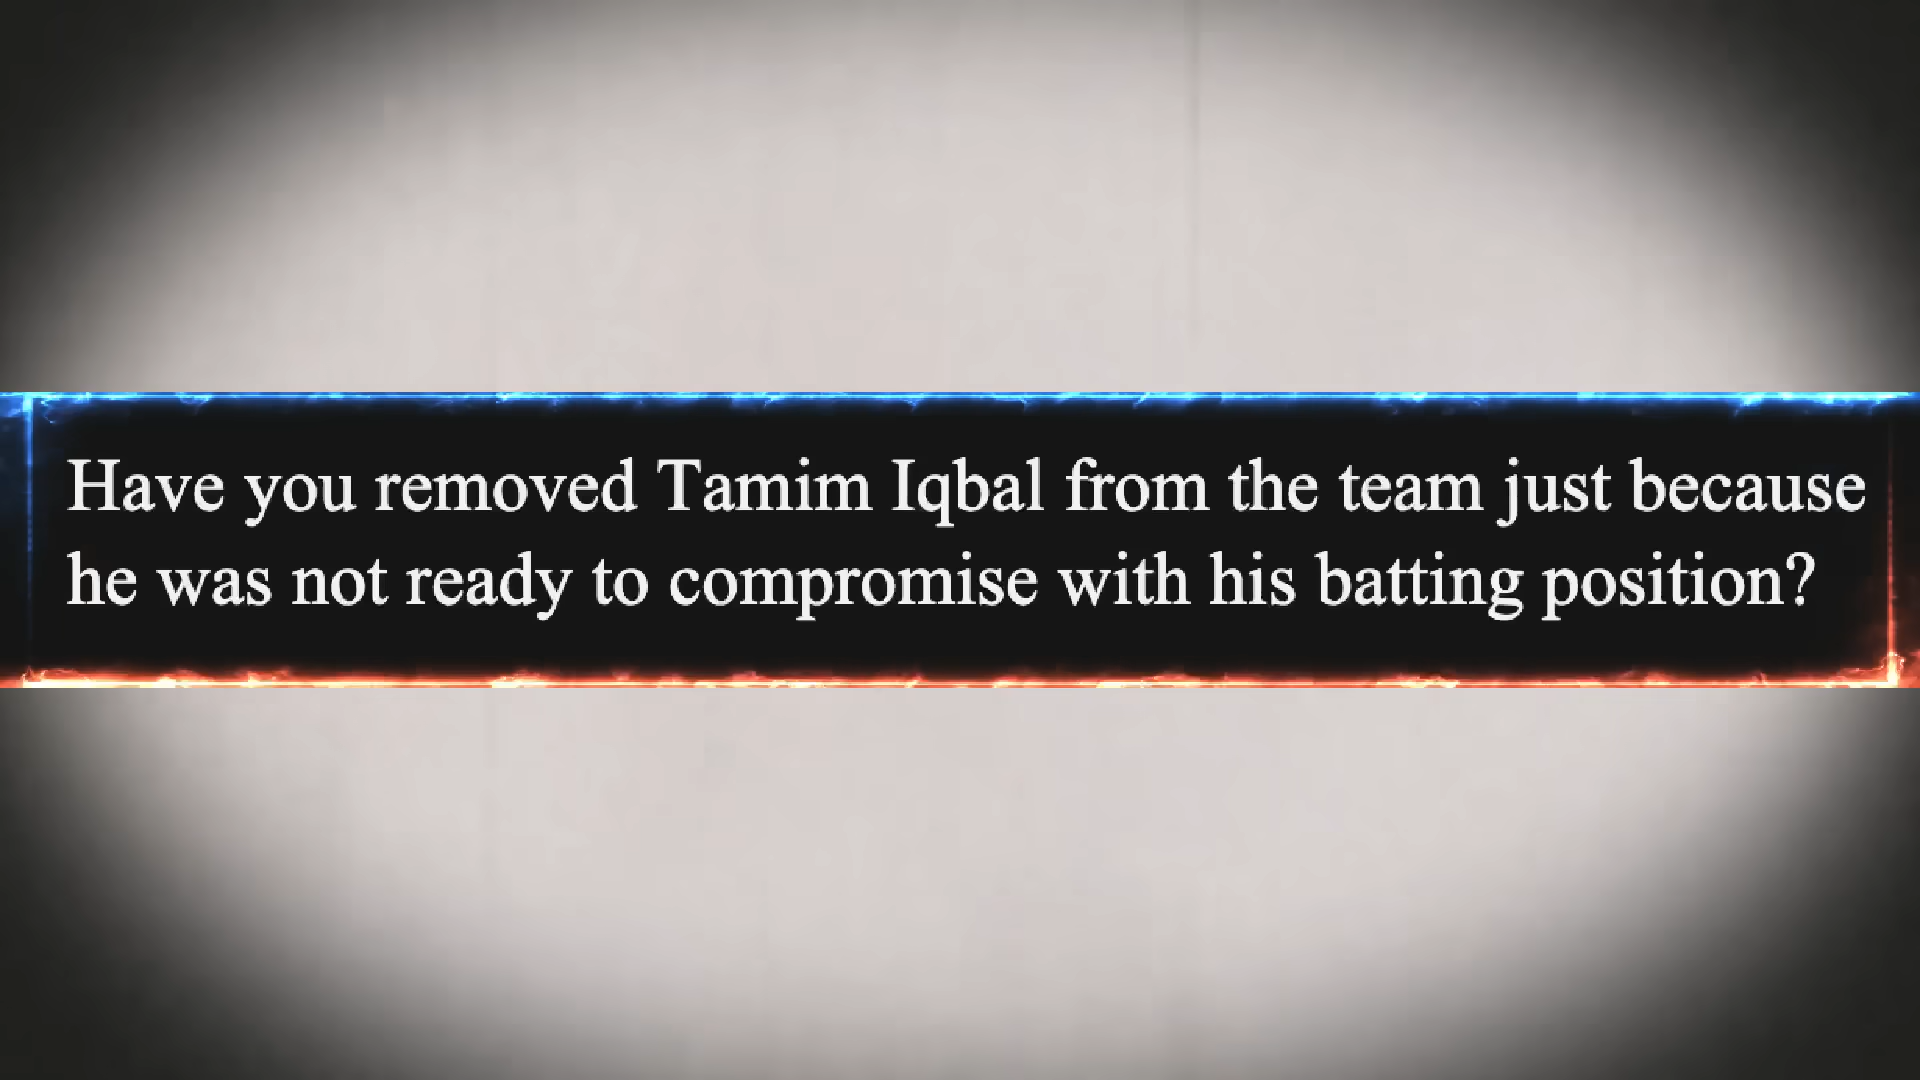 Have you removed Tamim Iqbal from the team just because
he was not ready to compromise with his batting position?